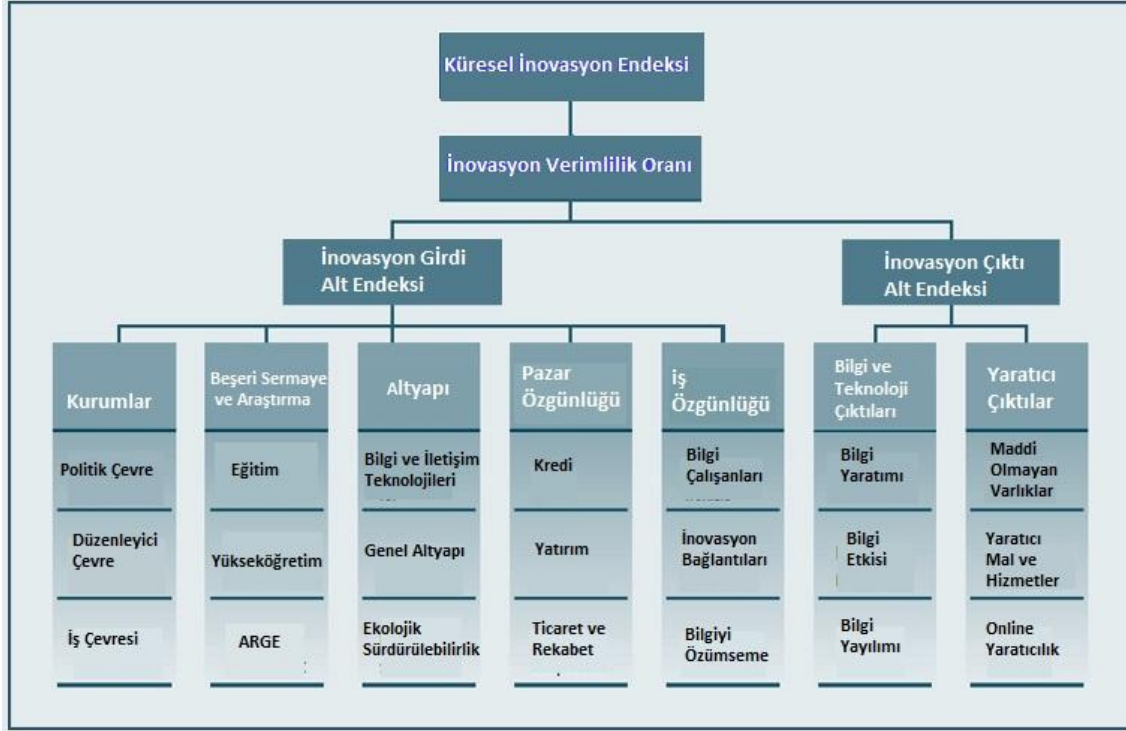 Küresel İnovasyon Endeksi
İnovasyon Verimlilik Oranı
İnovasyon Gİrdi
Alt Endeksi
İnovasyon Çıktı
Alt Endeksi
Kurumlar
Beşeri Sermaye
ve Araştırma
Altyapı
Pazar
Özgünlüğü
İş
Özgünlüğü
Bilgi ve
Teknoloji
Çıktıları
Yaratıcı
Çıktılar
Politik Çevre
Eğitim
Bilgi ve İletişim
Teknolojileri
Kredi
Bilgi
Çalışanları
Bilgi
Yaratımı
Maddi
Olmayan
Varlıklar
Düzenleyici
Çevre
Yükseköğretim
Genel Altyapı
Yatırım
İnovasyon
Bağlantıları
Bilgi
Etkisi
Yaratıcı
Mal ve
Hizmetler
İş Çevresi
ARGE
Ekolojik
Sürdürülebilirlik
Ticaret ve
Rekabet
Bilgiyi
Özümseme
Bilgi
Yayılımı
Online
Yaratıcılık